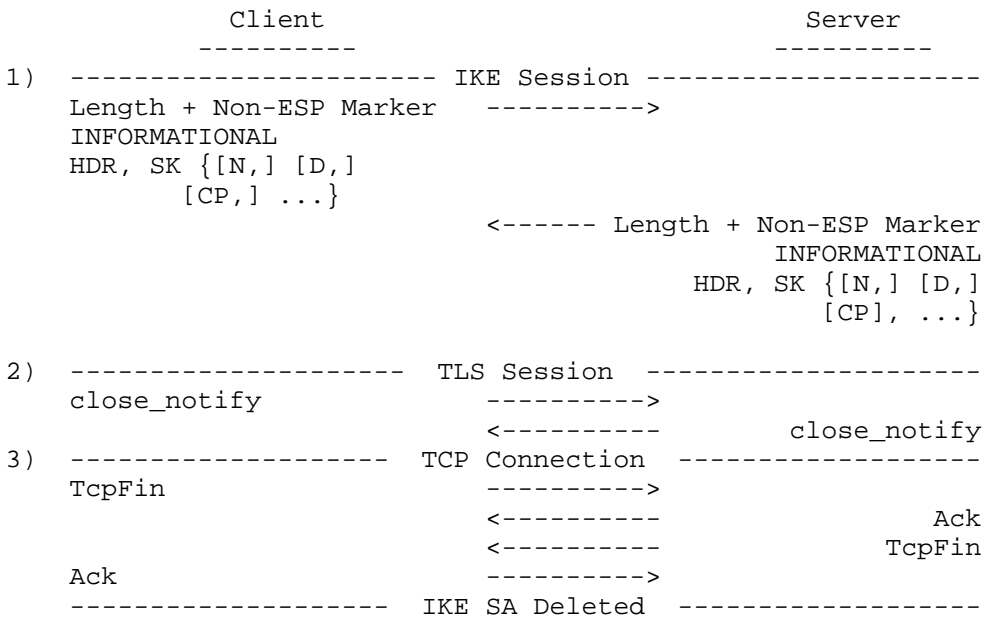 Client                              Server
            ----------                          ----------
1)  ----------------------- IKE Session ---------------------
    Length + Non-ESP Marker   ---------->
    INFORMATIONAL
    HDR, SK {[N,] [D,]
           [CP,] ...}
                              <------ Length + Non-ESP Marker
                                                INFORMATIONAL
                                           HDR, SK {[N,] [D,]
                                                   [CP], ...}

2)  --------------------- TLS Session  ---------------------
    close_notify              ---------->
                              <----------        close_notify
3)  -------------------- TCP Connection  -------------------
    TcpFin                    ---------->
                              <----------                 Ack
                              <----------              TcpFin
    Ack                       ---------->
    -------------------- IKE SA Deleted  -------------------